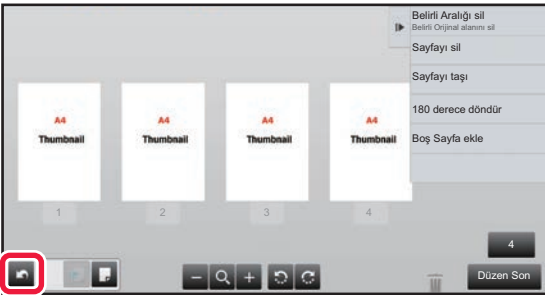 Belirli Aralığı sil
Belirli Orijinal alanını sil
Sayfayı sil
Sayfayı taşı
180 derece döndür
Boş Sayfa ekle
A4
Thumbnail
A4
Thumbnail
A4
Thumbnail
A4
Thumbnail
1
2
3
4
4
Düzen Son